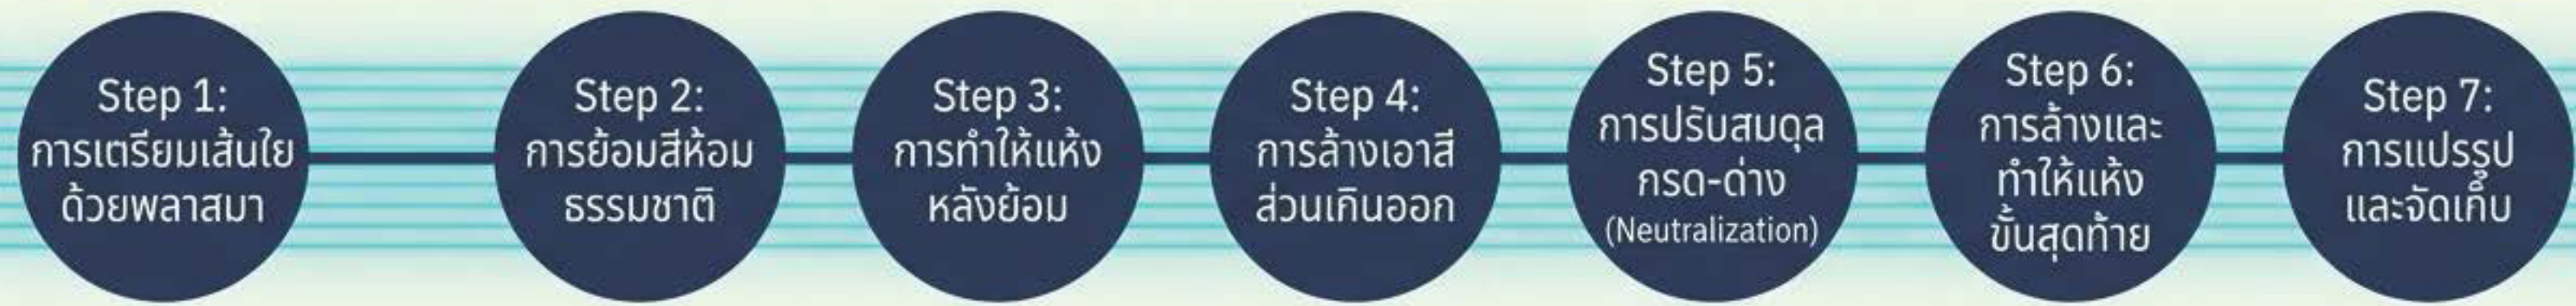 Step 1:
การเตรียมเส้นใย
ด้วยพลาสมา
Step 2:
การย้อมสีห้อม
ธรรมชาติ
Step 3:
การทำให้แห้ง
หลังย้อม
Step 4:
การล้างเอาสี
ส่วนเกินออก
Step 5:
การปรับสมดุล
กรด-ด่าง
(Neutralization)
Step 6:
การล้างและ
ทำให้แห้ง
ขั้นสุดท้าย
Step 7:
การแปรรูป
และจัดเก็บ